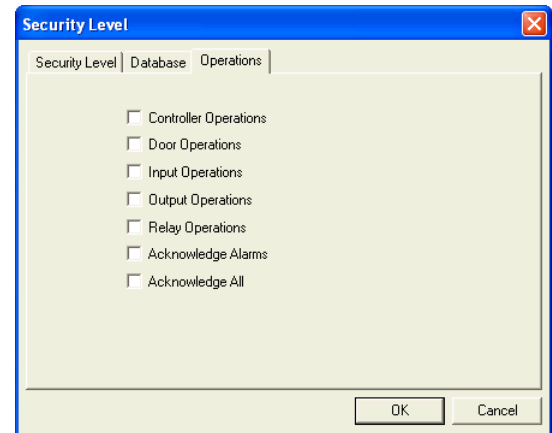 Security Level
Security Level Database Operations
Controller Operations
Door Operations
Input Operations
Output Operations
Relay Operations
Acknowledge Alarms
Acknowledge All
OK Cancel